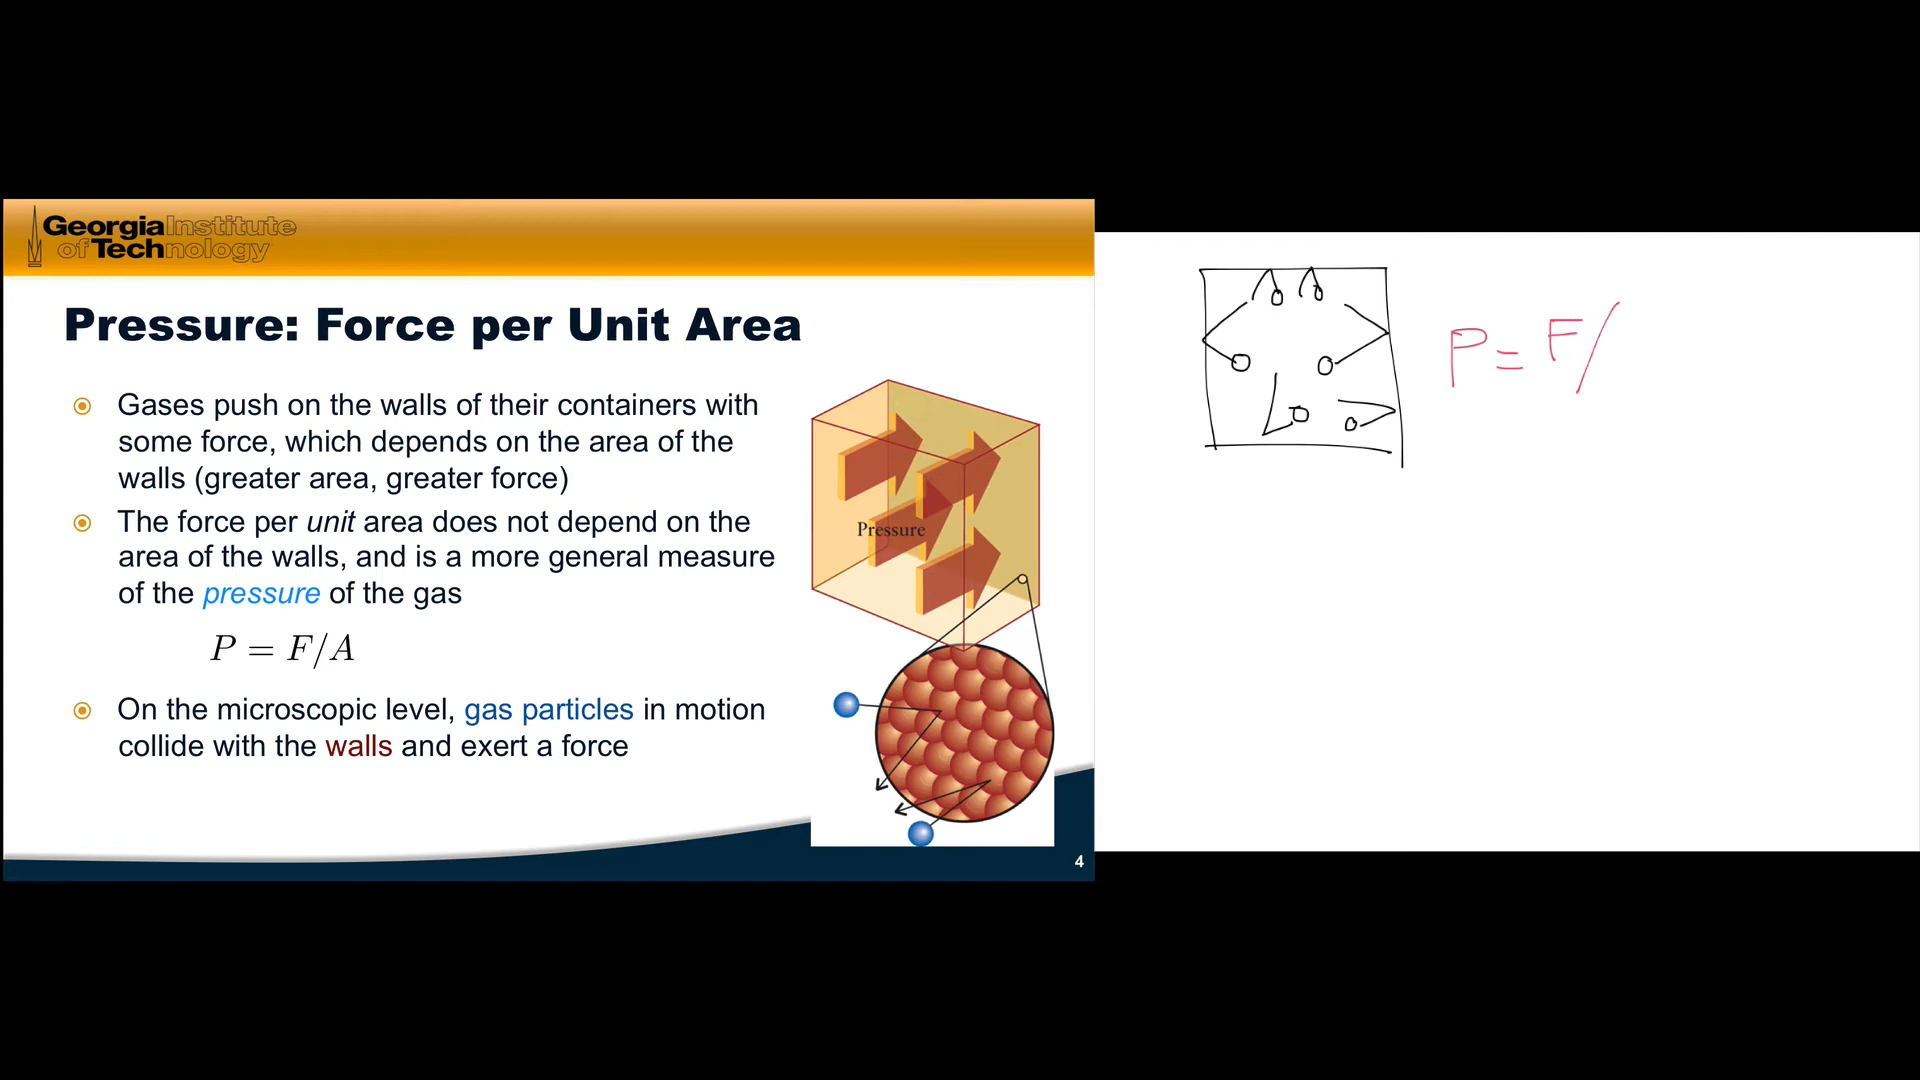 Georgia Institute
of Technology
Pressure: Force per Unit Area
Gases push on the walls of their containers with
some force, which depends on the area of the
walls (greater area, greater force)
The force per unit area does not depend on the
area of the walls, and is a more general measure
of the pressure of the gas
P = F/A
On the microscopic level, gas particles in motion
collide with the walls and exert a force
Pressure
4
P = F/